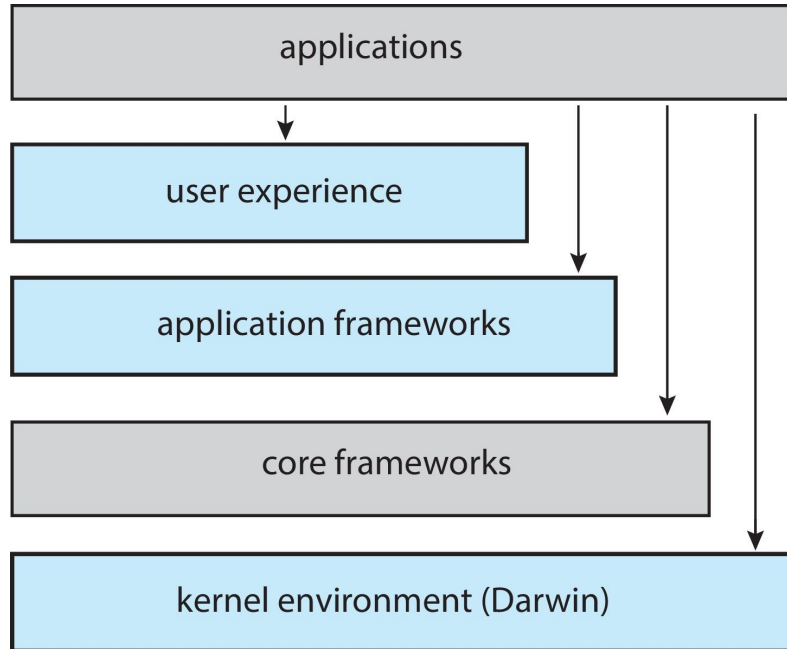 applications
user experience
application frameworks
core frameworks
kernel environment (Darwin)